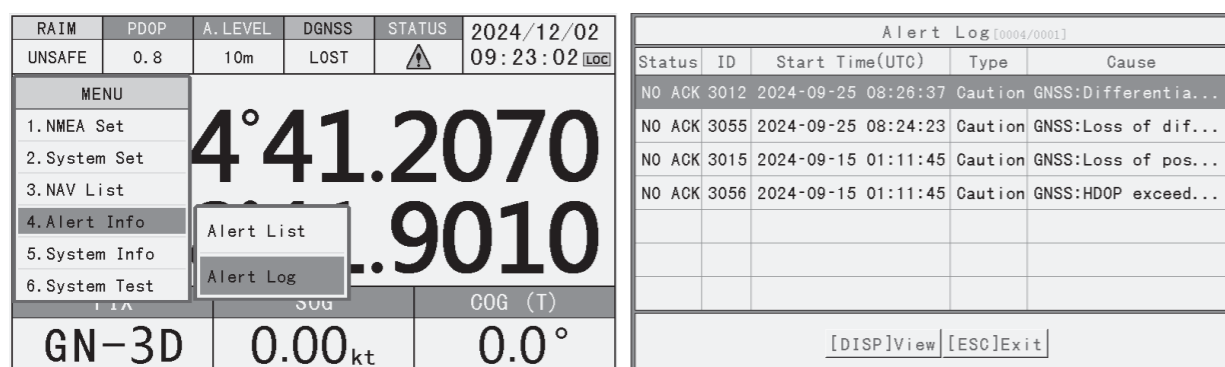 RAIM PDOP A.LEVEL DGNSS STATUS 2024/12/02
UNSAFE 0.8 10m LOST 09:23:02 LOC
MENU
1.NMEA Set
2.System Set
3.NAV List
4.Alert Info
5.System Info
6.System Test
Alert List
Alert Log
4°41.2070
.9010
SOG COG (T)
GN-3D 0.00kt 0.0°
Alert Log[0004/0001]
Status ID Start Time(UTC) Type Cause
NO ACK 3012 2024-09-25 08:26:37 Caution GNSS:Differentia...
NO ACK 3055 2024-09-25 08:24:23 Caution GNSS:Loss of dif...
NO ACK 3015 2024-09-15 01:11:45 Caution GNSS:Loss of pos...
NO ACK 3056 2024-09-15 01:11:45 Caution GNSS:HDOP exceed...
[DISP]View [ESC]Exit